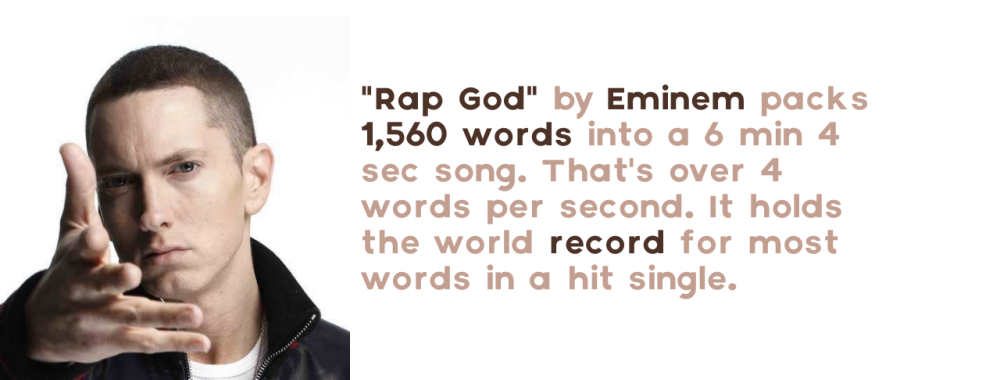 "Rap God" by Eminem packs
1,560 words into a 6 min 4
sec song. That's over 4
words per second. It holds
the world record for most
words in a hit single.